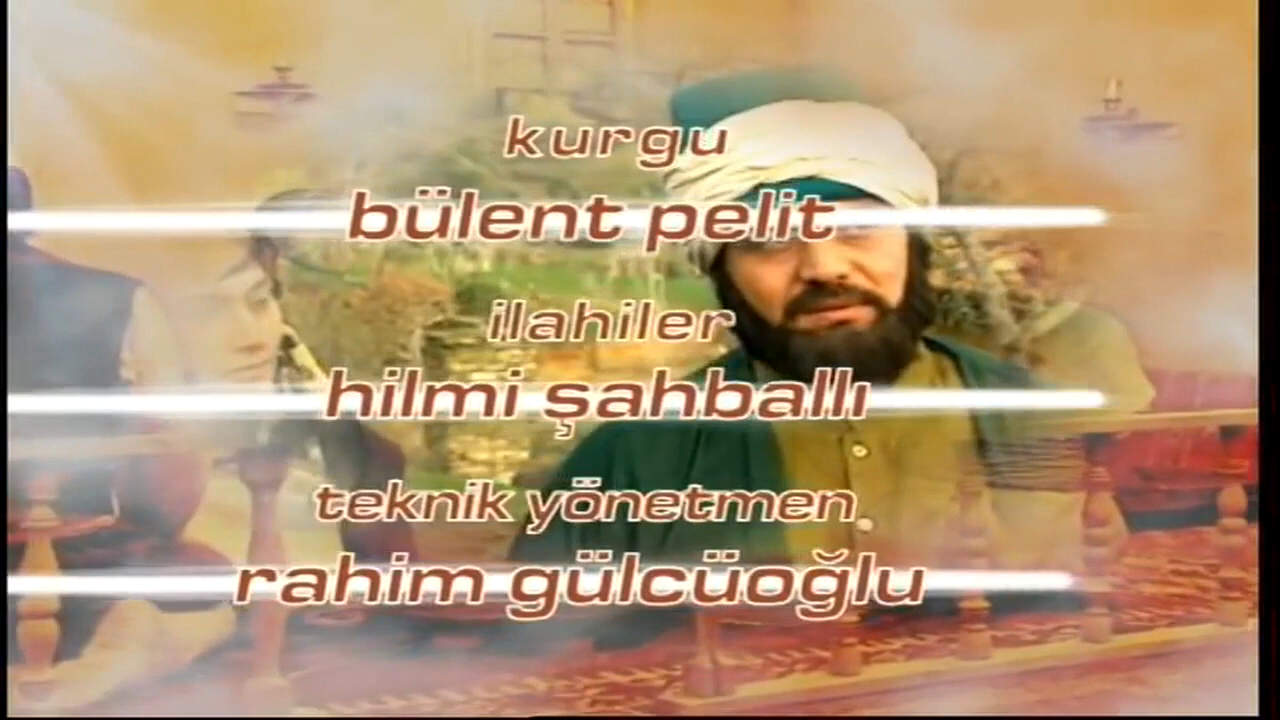 kurgu
bülent pelit
ilahiler
hilmi şahballı
teknik yönetmen
rahim gülcüoğlu